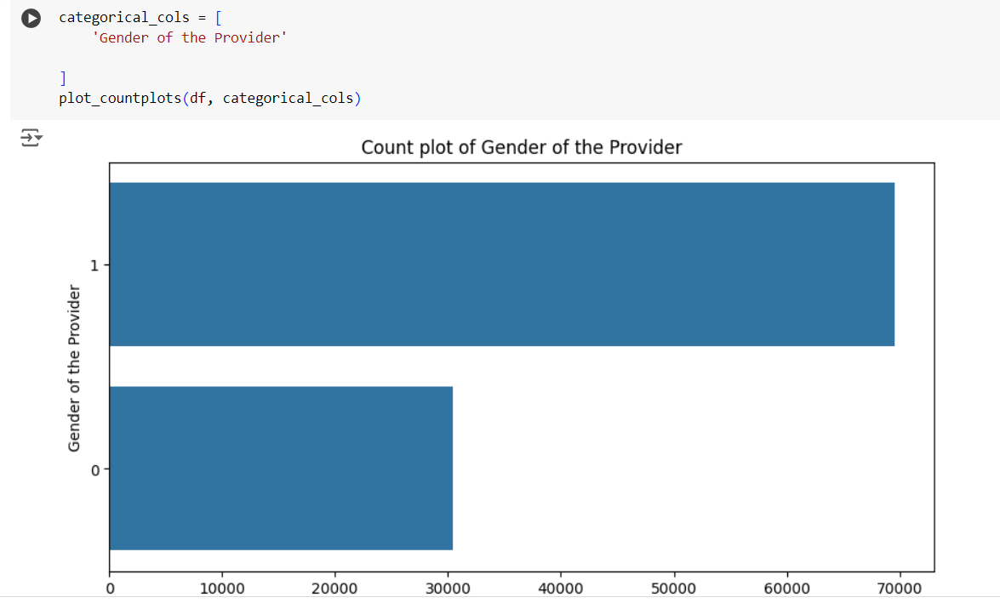 categorical_cols = [
    'Gender of the Provider'
]
plot_countplots(df, categorical_cols)
Count plot of Gender of the Provider
Gender of the Provider
1
0
0 10000 20000 30000 40000 50000 60000 70000